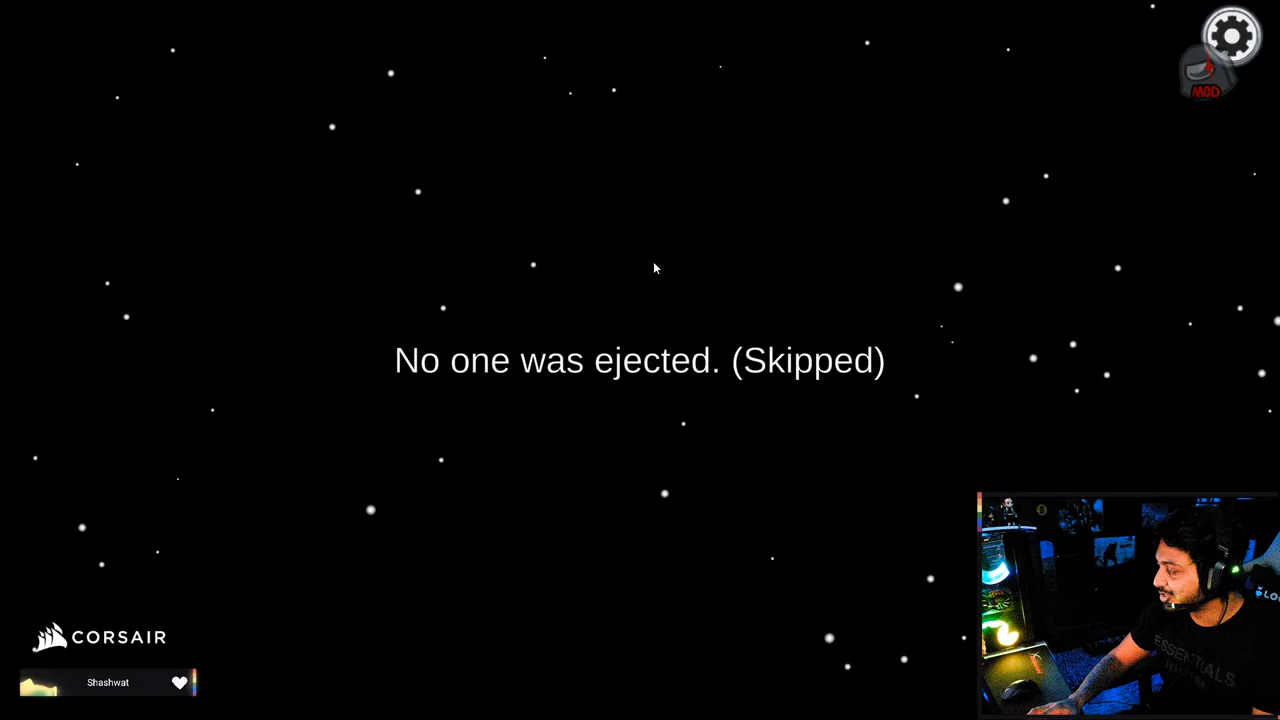 MOD
No one was ejected. (Skipped)
CORSAIR
Shashwat
ESSENTIALS